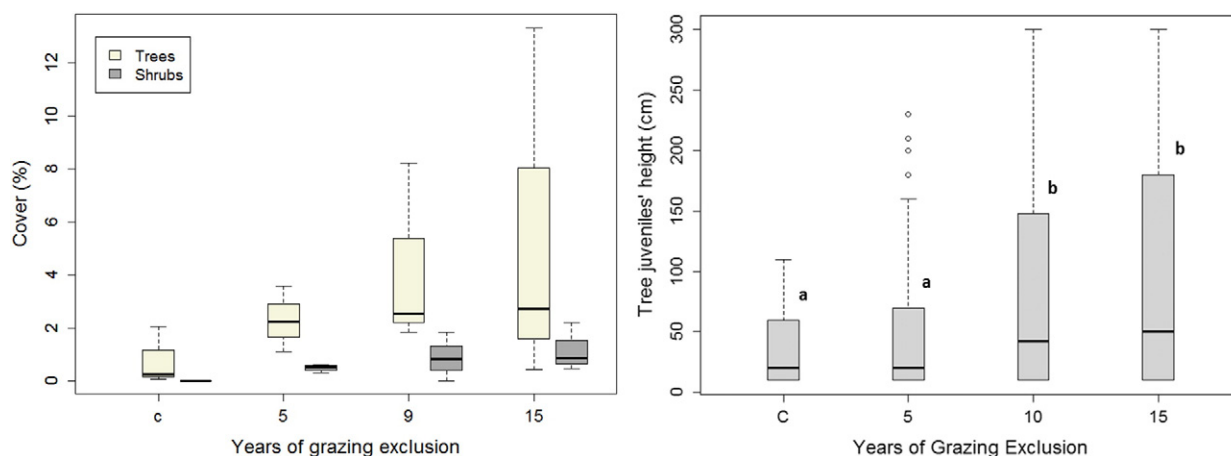 Trees
Shrubs
Cover (%)
12
10
8
6
4
2
0
c 5 9 15
Years of grazing exclusion
Tree juveniles' height (cm)
300
250
200
150
100
50
0
a
a
b
b
C 5 10 15
Years of Grazing Exclusion